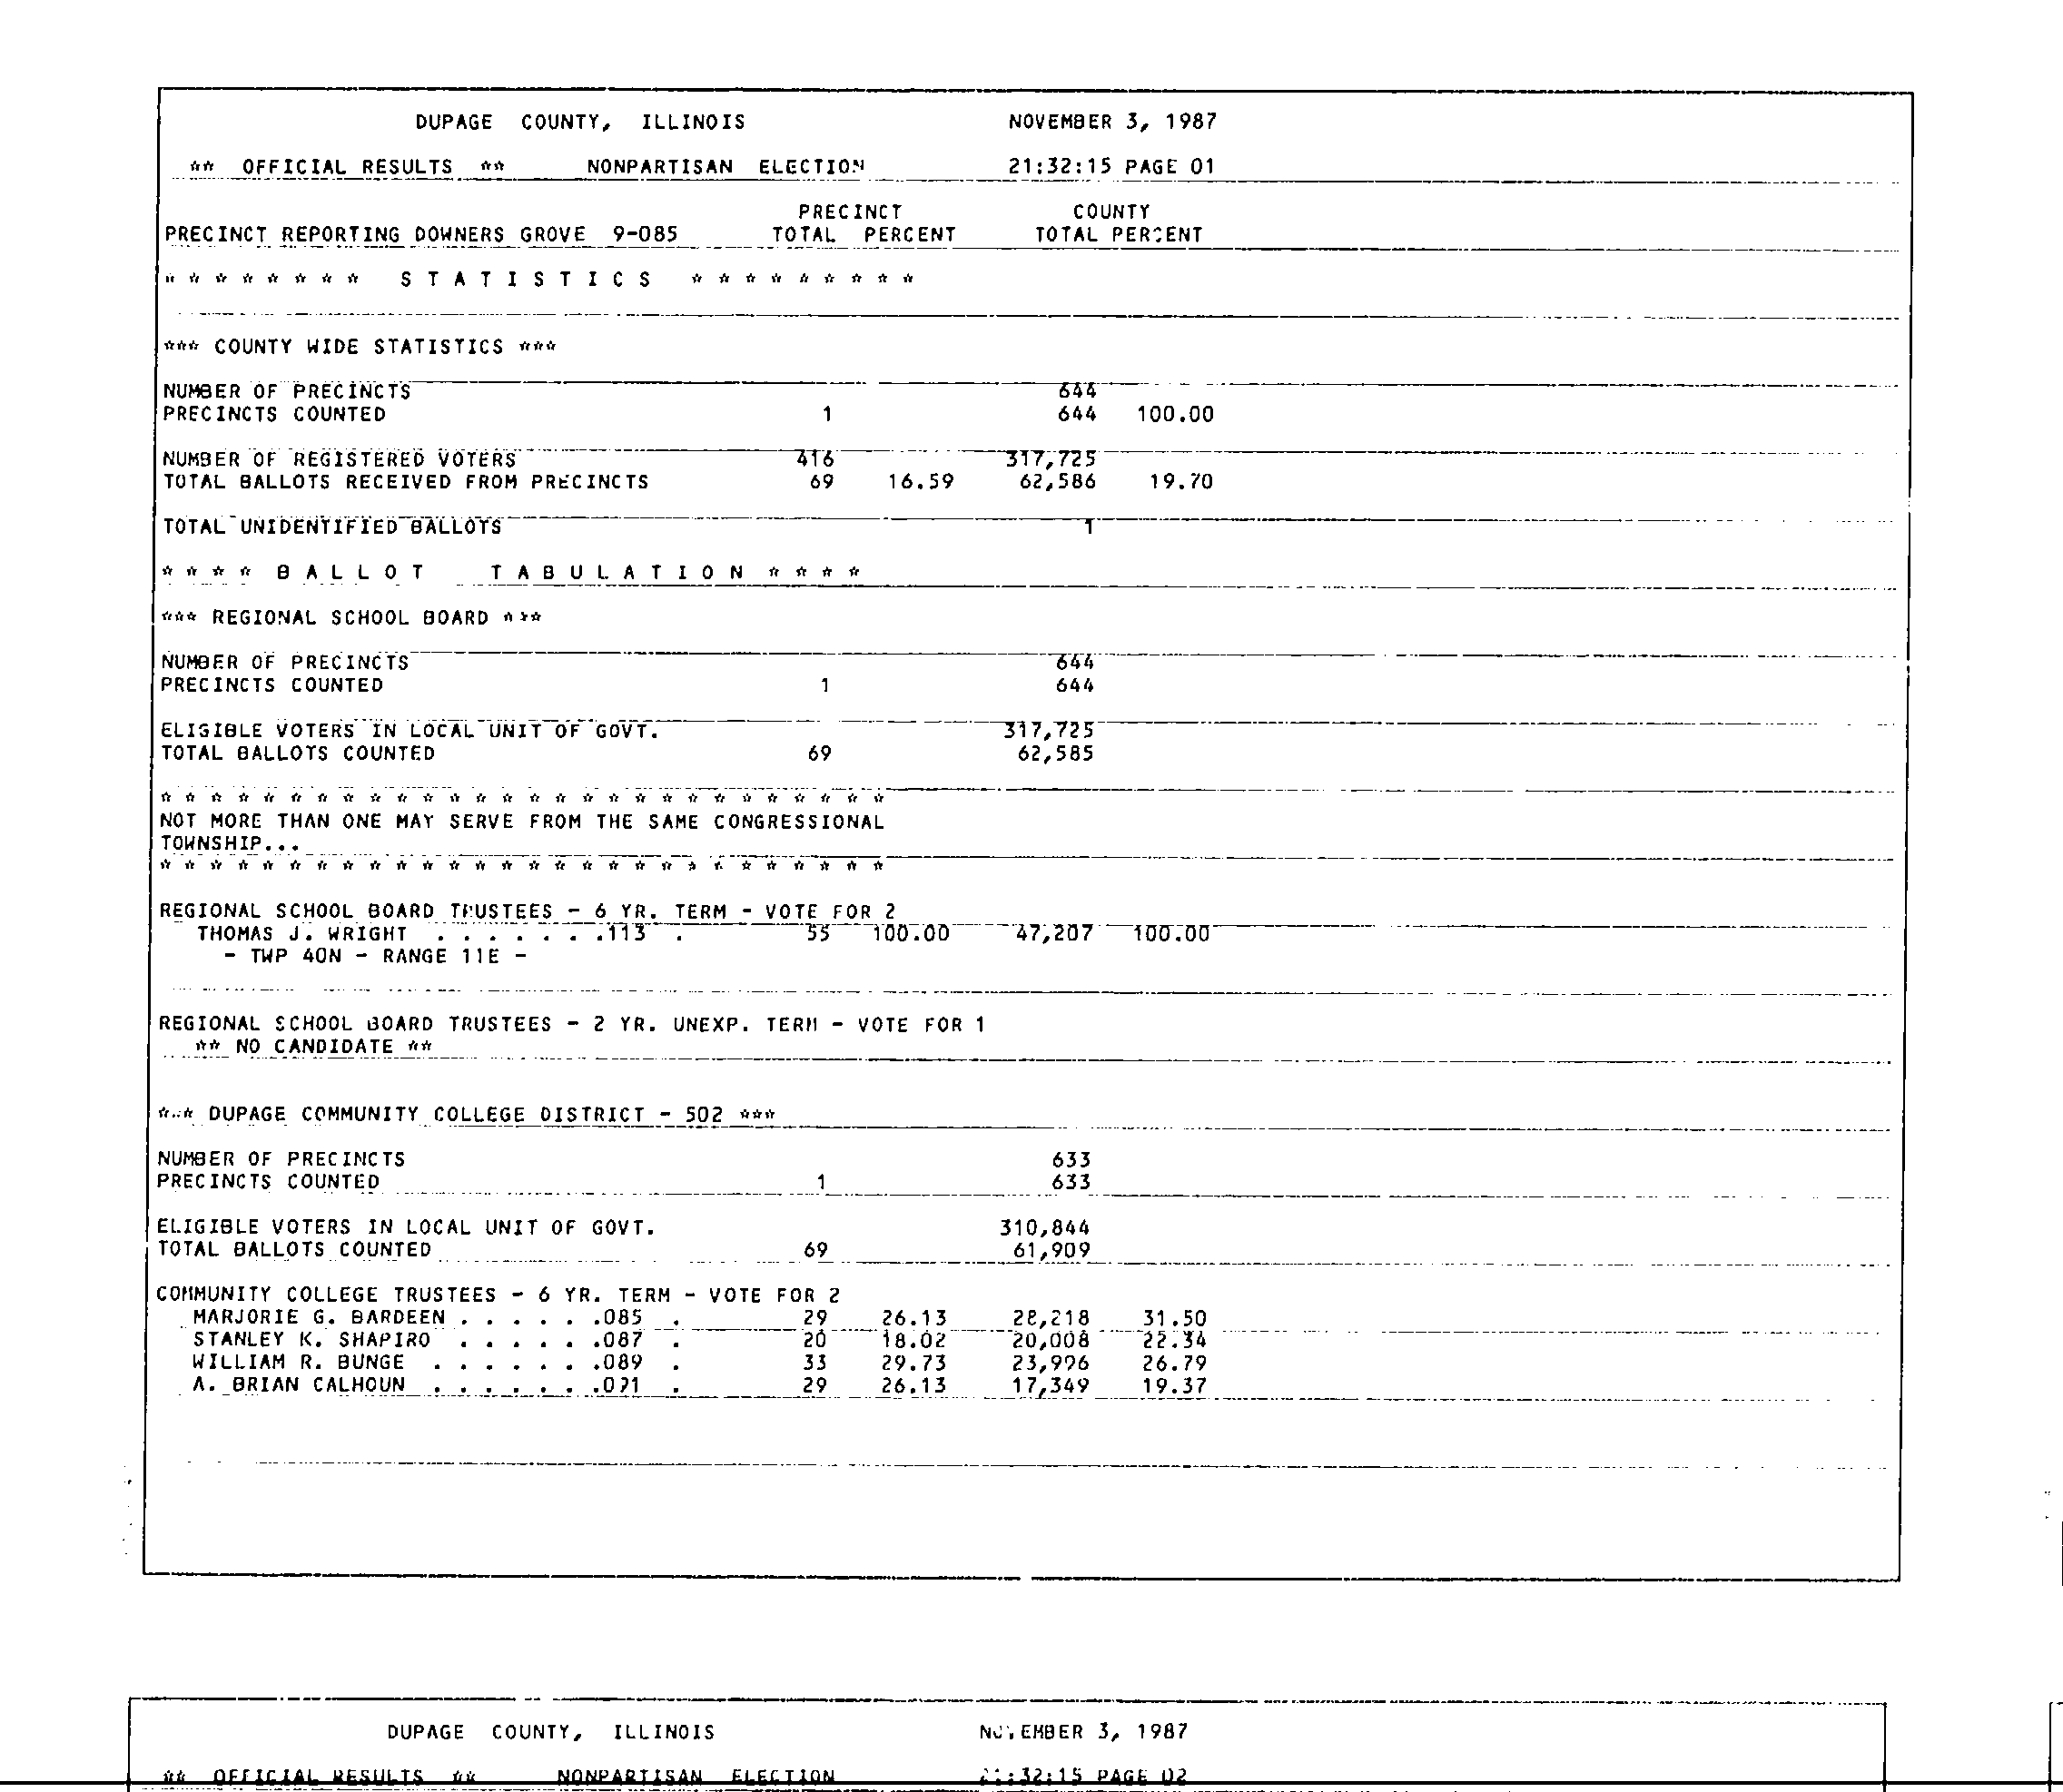 DUPAGE COUNTY, ILLINOIS NOVEMBER 3, 1987
** OFFICIAL RESULTS ** NONPARTISAN ELECTION 21:32:15 PAGE 01
PRECINCT COUNTY
PRECINCT REPORTING DOWNERS GROVE 9-085 TOTAL PERCENT TOTAL PERCENT
* * * * * * * * S T A T I S T I C S * * * * * * * * *
*** COUNTY WIDE STATISTICS ***
NUMBER OF PRECINCTS 644
PRECINCTS COUNTED 1 644 100.00
NUMBER OF REGISTERED VOTERS 416 317,725
TOTAL BALLOTS RECEIVED FROM PRECINCTS 69 16.59 62,586 19.70
TOTAL UNIDENTIFIED BALLOTS 1
* * * * B A L L O T T A B U L A T I O N * * * *
*** REGIONAL SCHOOL BOARD ***
NUMBER OF PRECINCTS 644
PRECINCTS COUNTED 1 644
ELIGIBLE VOTERS IN LOCAL UNIT OF GOVT. 317,725
TOTAL BALLOTS COUNTED 69 62,585
* * * * * * * * * * * * * * * * * * * * * * * * * * * *
NOT MORE THAN ONE MAY SERVE FROM THE SAME CONGRESSIONAL
TOWNSHIP...
* * * * * * * * * * * * * * * * * * * * * * * * * * * *
REGIONAL SCHOOL BOARD TRUSTEES - 6 YR. TERM - VOTE FOR 2
THOMAS J. WRIGHT . . . . . . .113 . 55 100.00 47,207 100.00
- TWP 40N - RANGE 11E -
REGIONAL SCHOOL BOARD TRUSTEES - 2 YR. UNEXP. TERM - VOTE FOR 1
** NO CANDIDATE **
*** DUPAGE COMMUNITY COLLEGE DISTRICT - 502 ***
NUMBER OF PRECINCTS 633
PRECINCTS COUNTED 1 633
ELIGIBLE VOTERS IN LOCAL UNIT OF GOVT. 310,844
TOTAL BALLOTS COUNTED 69 61,909
COMMUNITY COLLEGE TRUSTEES - 6 YR. TERM - VOTE FOR 2
MARJORIE G. BARDEEN . . . . . .085 . 29 26.13 28,218 31.50
STANLEY K. SHAPIRO . . . . . .087 . 20 18.02 20,008 22.34
WILLIAM R. BUNGE . . . . . . .089 . 33 29.73 23,996 26.79
A. BRIAN CALHOUN . . . . . . .091 . 29 26.13 17,349 19.37
DUPAGE COUNTY, ILLINOIS NOVEMBER 3, 1987
** OFFICIAL RESULTS ** NONPARTISAN ELECTION 21:32:15 PAGE 02